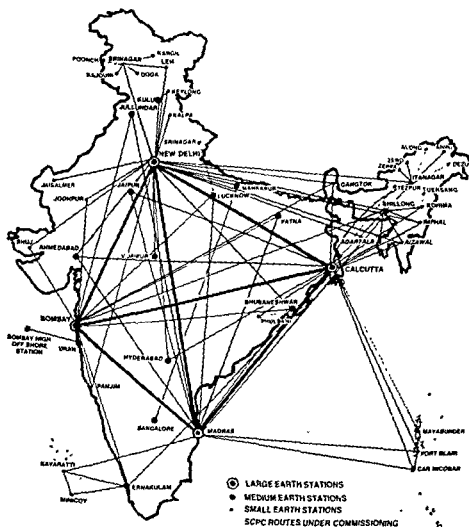 KARGIL
POONCH
SRINAGAR
LEH
RAJOURI
DODA
KEYLONG
KULU
JULLUNDAR
KALPA
SRINAGAR
NEW DELHI
ALONG
ZERO
ITANAGAR
TEZPUR
TUENSANG
JAISALMER
JODHPUR
JAIPUR
LUCKNOW
GANGTOK
SHILLONG
KOHIMA
IMPHAL
PATNA
AGARTALA
AIZAWAL
BHUJ
AHMEDABAD
CALCUTTA
BHUBANESHWAR
BOMBAY
BOMBAY HIGH
OFF SHORE
STATION
URAN
HYDERABAD
PANJIM
BANGALORE
MADRAS
MAYABUNDER
PORT BLAIR
CAR NICOBAR
KAVARATTI
MINICOY
ERNAKULAM
LARGE EARTH STATIONS
MEDIUM EARTH STATIONS
SMALL EARTH STATIONS
SCPC ROUTES UNDER COMMISSIONING